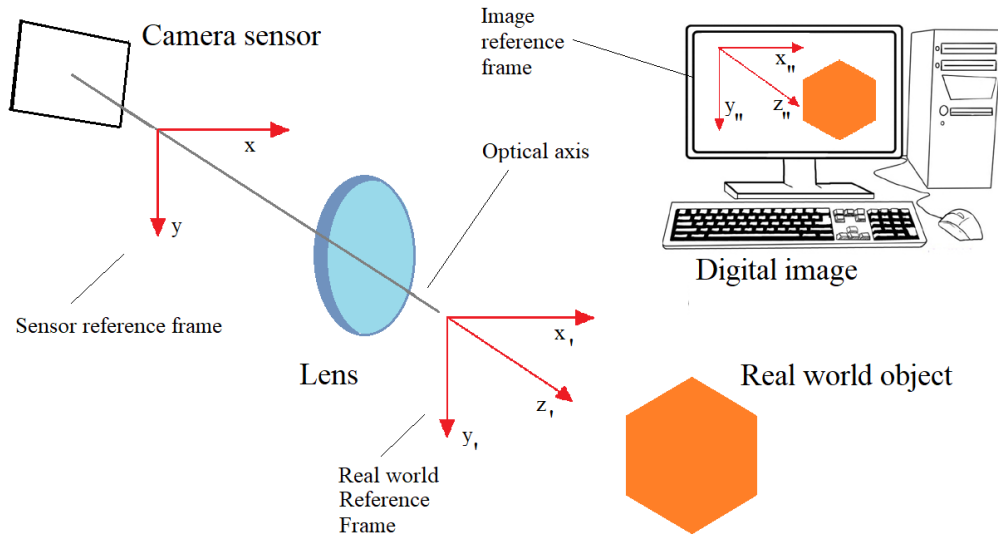 Camera sensor
Image
reference
frame
x"
z"
y"
x
y
Optical axis
Sensor reference frame
Digital image
Lens
x'
z'
y'
Real world object
Real world
Reference
Frame